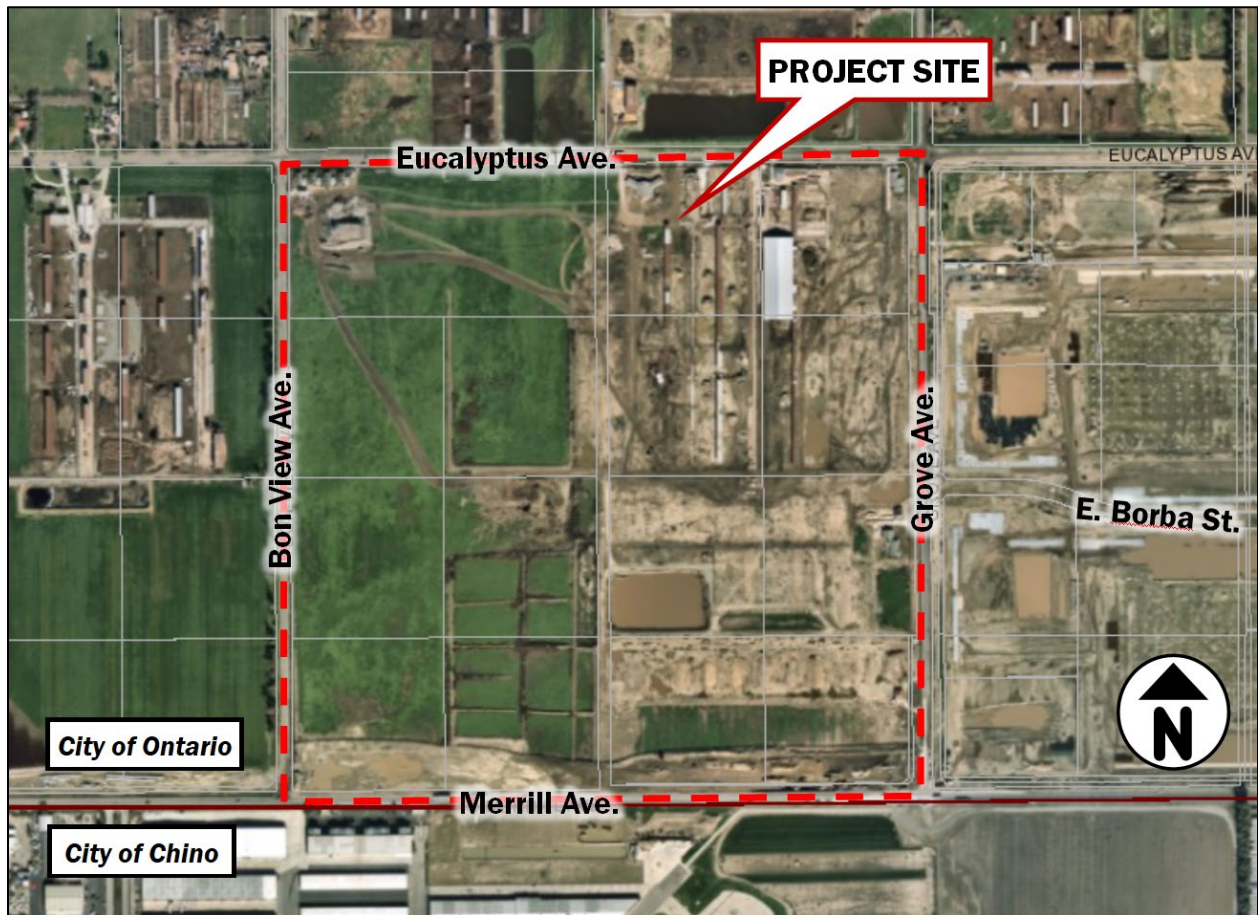 PROJECT SITE
Eucalyptus Ave.
EUCALYPTUS AV
Bon View Ave.
Grove Ave.
E. Borba St.
City of Ontario
N
Merrill Ave.
City of Chino